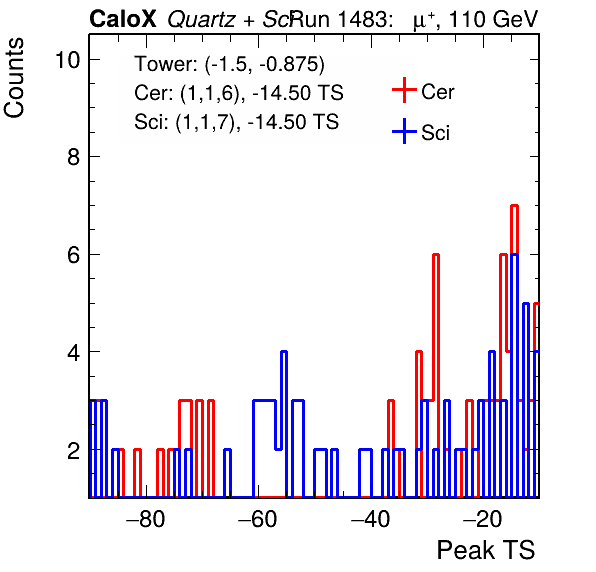 CaloX Quartz + Sci Run 1483: μ⁺, 110 GeV
Counts
Tower: (-1.5, -0.875)
Cer: (1,1,6), -14.50 TS
Sci: (1,1,7), -14.50 TS
Cer
Sci
10
8
6
4
2
−80 −60 −40 −20
Peak TS